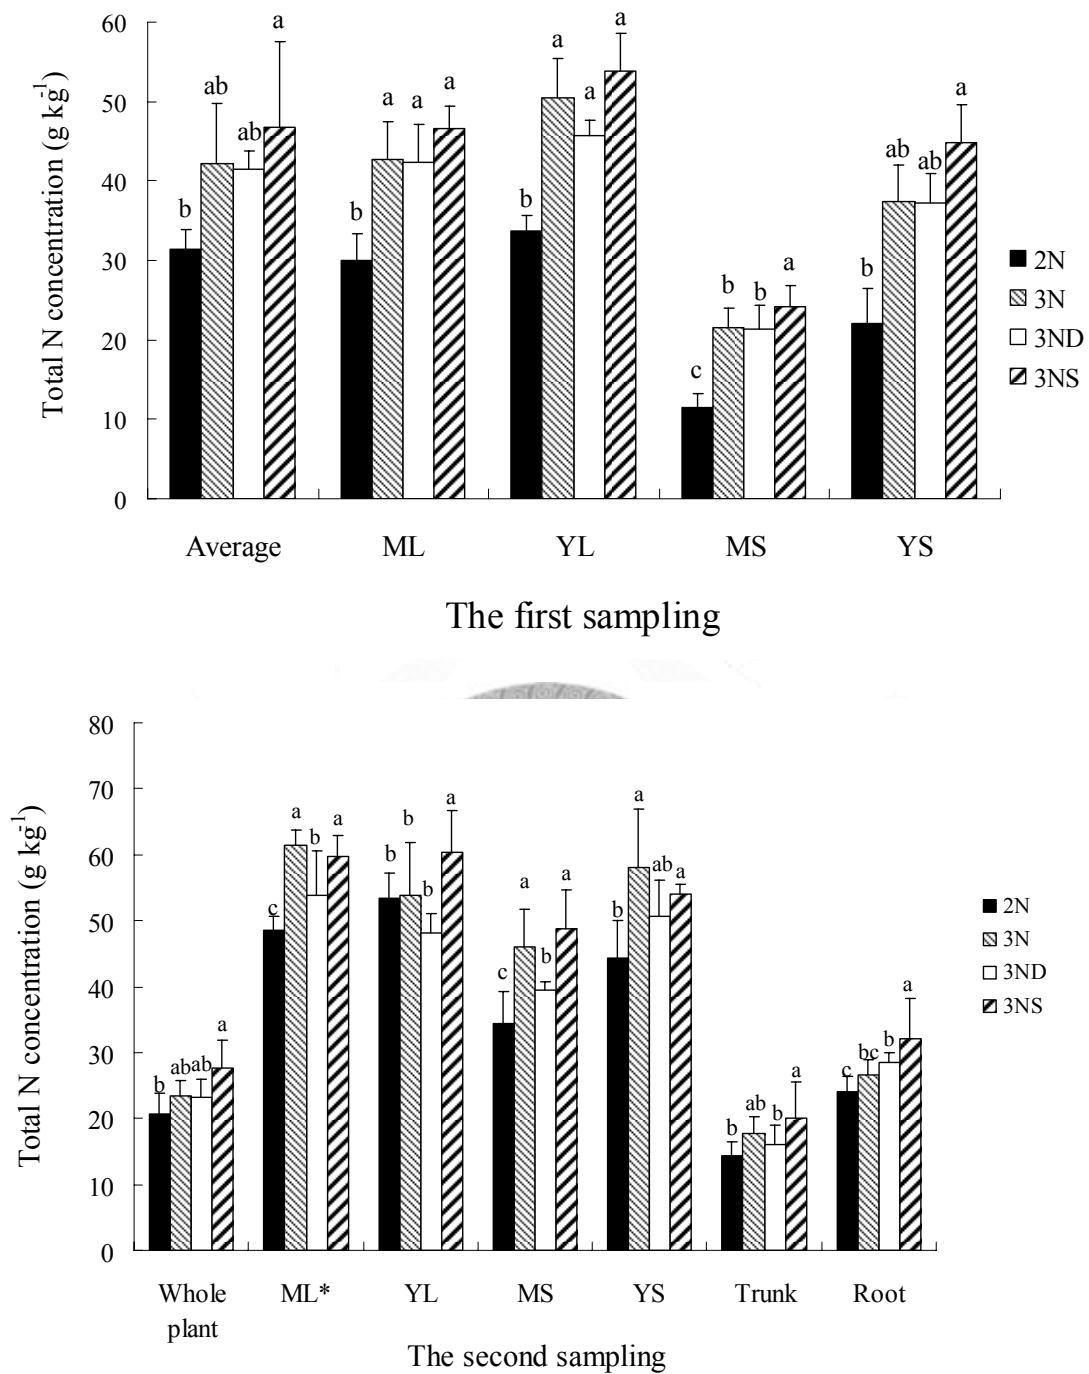 Total N concentration (g kg-1)
60
50
40
30
20
10
0
b
ab
ab
a
b
a
a
a
b
a
a
a
c
b
b
a
b
ab
ab
a
2N
3N
3ND
3NS
Average ML YL MS YS
The first sampling
Total N concentration (g kg-1)
80
70
60
50
40
30
20
10
0
b
ab
ab
a
c
a
b
a
b
b
b
a
c
a
b
a
b
a
ab
a
b
ab
b
a
c
bc
b
a
2N
3N
3ND
3NS
Whole ML* YL MS YS Trunk Root
plant
The second sampling